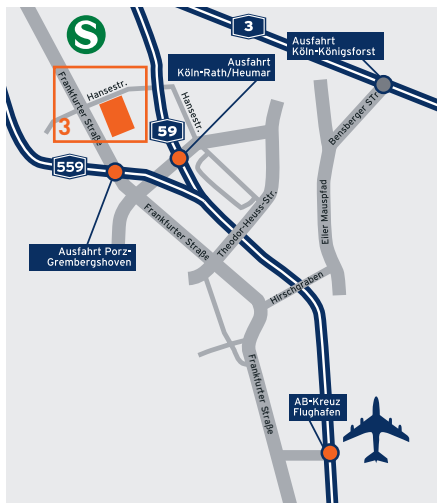 S
3
Ausfahrt
Köln-Königsforst
Ausfahrt
Köln-Rath/Heumar
Frankfurter Straße
Hansestr.
Hansestr.
3
59
559
Bensberger Str.
Ausfahrt Porz-
Grembergshoven
Frankfurter Straße
Theodor-Heuss-Str.
Eiler Mauspfad
Hirschgraben
Frankfurter Straße
AB-Kreuz
Flughafen